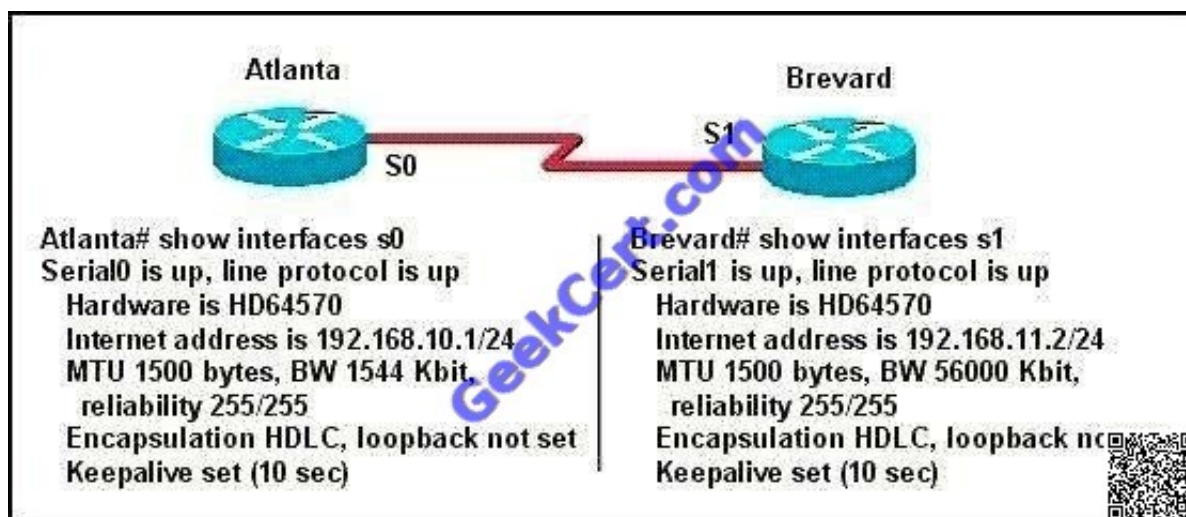 Atlanta
Brevard
S0
S1
GeekCert.com
Atlanta# show interfaces s0
Serial0 is up, line protocol is up
Hardware is HD64570
Internet address is 192.168.10.1/24
MTU 1500 bytes, BW 1544 Kbit,
reliability 255/255
Encapsulation HDLC, loopback not set
Keepalive set (10 sec)
Brevard# show interfaces s1
Serial1 is up, line protocol is up
Hardware is HD64570
Internet address is 192.168.11.2/24
MTU 1500 bytes, BW 56000 Kbit,
reliability 255/255
Encapsulation HDLC, loopback
Keepalive set (10 sec)